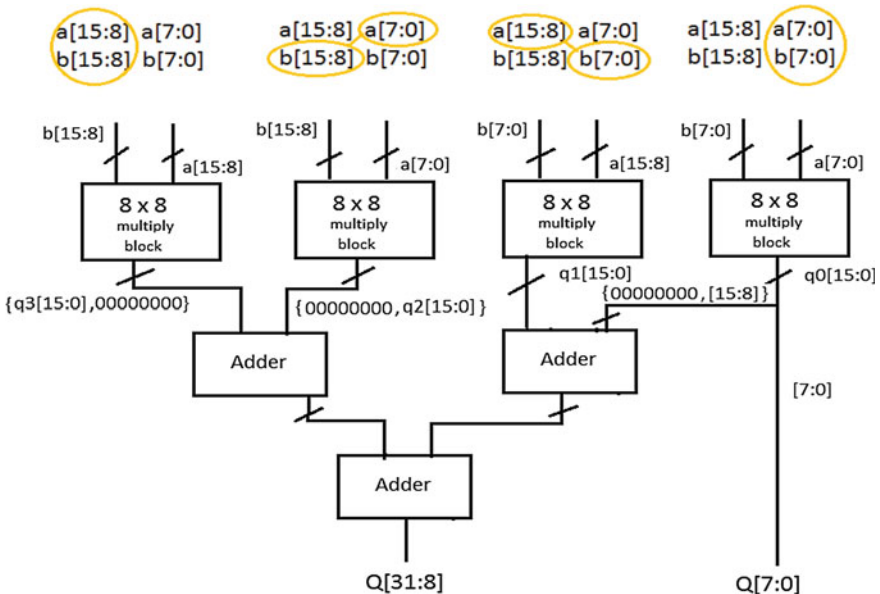 a[15:8] a[7:0] a[15:8] a[7:0] a[15:8] a[7:0] a[15:8] a[7:0]
b[15:8] b[7:0] b[15:8] b[7:0] b[15:8] b[7:0] b[15:8] b[7:0]
b[15:8] b[15:8] b[7:0] b[7:0]
a[15:8] a[7:0] a[15:8] a[7:0]
8 x 8 8 x 8 8 x 8 8 x 8
multiply multiply multiply multiply
block block block block
q1[15:0] q0[15:0]
{q3[15:0],00000000} {00000000,q2[15:0]} {00000000,[15:8]}
Adder Adder
[7:0]
Adder
Q[31:8] Q[7:0]